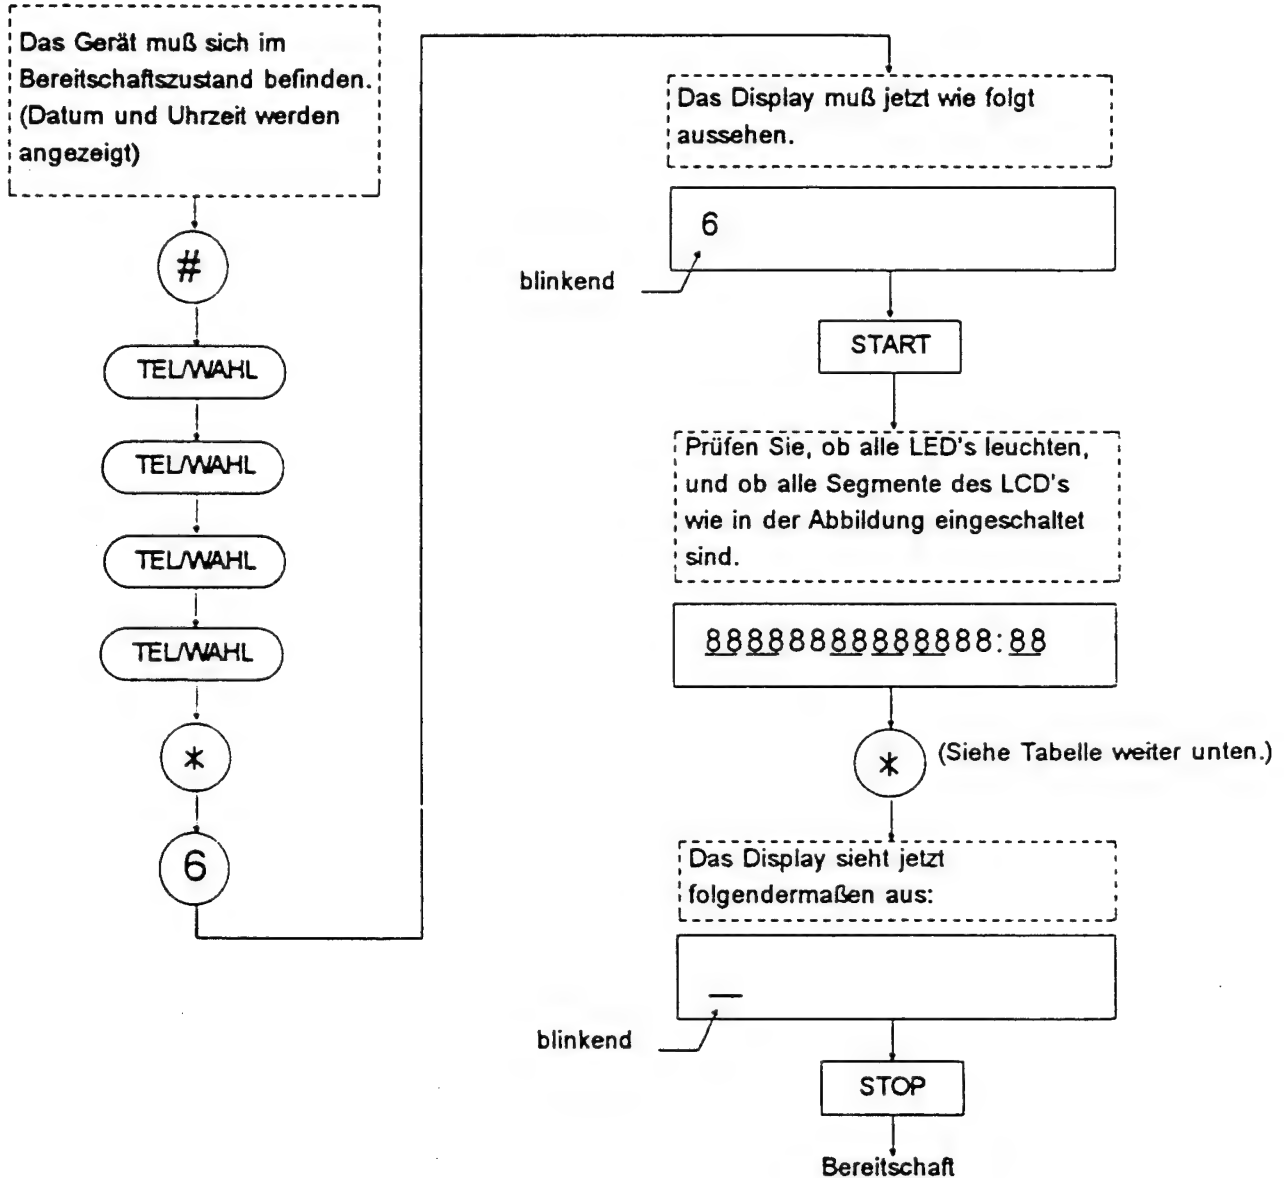 Das Gerät muß sich im
Bereitschaftszustand befinden.
(Datum und Uhrzeit werden
angezeigt)
#
TEL/WAHL
TEL/WAHL
TEL/WAHL
TEL/WAHL
*
6
Das Display muß jetzt wie folgt
aussehen.
6
blinkend
START
Prüfen Sie, ob alle LED's leuchten,
und ob alle Segmente des LCD's
wie in der Abbildung eingeschaltet
sind.
88888888888888:88
* (Siehe Tabelle weiter unten.)
Das Display sieht jetzt
folgendermaßen aus:
_
blinkend
STOP
Bereitschaft